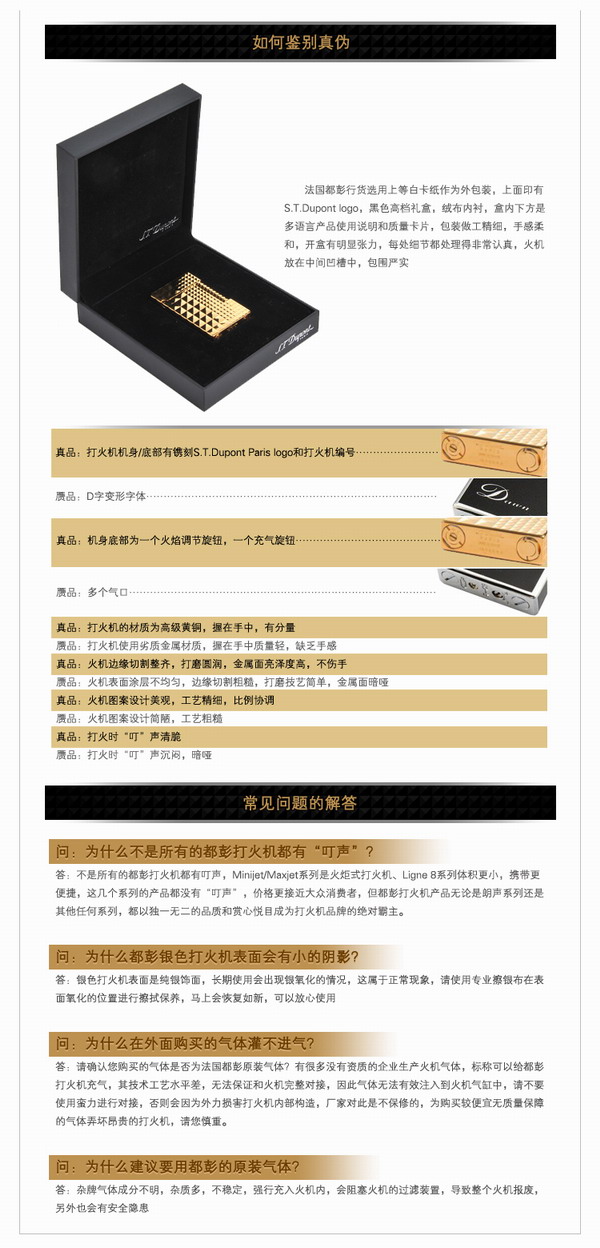 如何鉴别真伪
法国都彭行货选用上等白卡纸作为外包装，上面印有
S.T.Dupont logo，黑色高档礼盒，绒布内衬，盒内下方是
多语言产品使用说明和质量卡片，包装做工精细，手感柔
和，开盒有明显张力，每处细节都处理得非常认真，火机
放在中间凹槽中，包围严实
S.T. Dupont
S.T. Dupont
真品：打火机机身/底部有镌刻S.T.Dupont Paris logo和打火机编号
赝品：D字变形字体
真品：机身底部为一个火焰调节旋钮，一个充气旋钮
赝品：多个气口
真品：打火机的材质为高级黄铜，握在手中，有分量
赝品：打火机使用劣质金属材质，握在手中质量轻，缺乏手感
真品：火机边缘切割整齐，打磨圆润，金属面亮泽度高，不伤手
赝品：火机表面涂层不均匀，边缘切割粗糙，打磨技艺简单，金属面暗哑
真品：火机图案设计美观，工艺精细，比例协调
赝品：火机图案设计简陋，工艺粗糙
真品：打火时“叮”声清脆
赝品：打火时“叮”声沉闷，暗哑
常见问题的解答
问：为什么不是所有的都彭打火机都有“叮声”？
答：不是所有的都彭打火机都有叮声，Minijet/Maxjet系列是火炬式打火机、Ligne 8系列体积更小，携带更
便捷，这几个系列的产品都没有“叮声”，价格更接近大众消费者，但都彭打火机产品无论是朗声系列还是
其他任何系列，都以独一无二的品质和赏心悦目成为打火机品牌的绝对霸主。
问：为什么都彭银色打火机表面会有小的阴影？
答：银色打火机表面是纯银饰面，长期使用会出现银氧化的情况，这属于正常现象，请使用专业擦银布在表
面氧化的位置进行擦拭保养，马上会恢复如新，可以放心使用
问：为什么在外面购买的气体灌不进气？
答：请确认您购买的气体是否为法国都彭原装气体？有很多没有资质的企业生产火机气体，标称可以给都彭
打火机充气，其技术工艺水平差，无法保证和火机完整对接，因此气体无法有效注入到火机气缸中，请不要
使用蛮力进行对接，否则会因为外力损害打火机内部构造，厂家对此是不保修的，为购买较便宜无质量保障
的气体弄坏昂贵的打火机，请您慎重。
问：为什么建议要用都彭的原装气体？
答：杂牌气体成分不明，杂质多，不稳定，强行充入火机内，会阻塞火机的过滤装置，导致整个火机报废，
另外也会有安全隐患